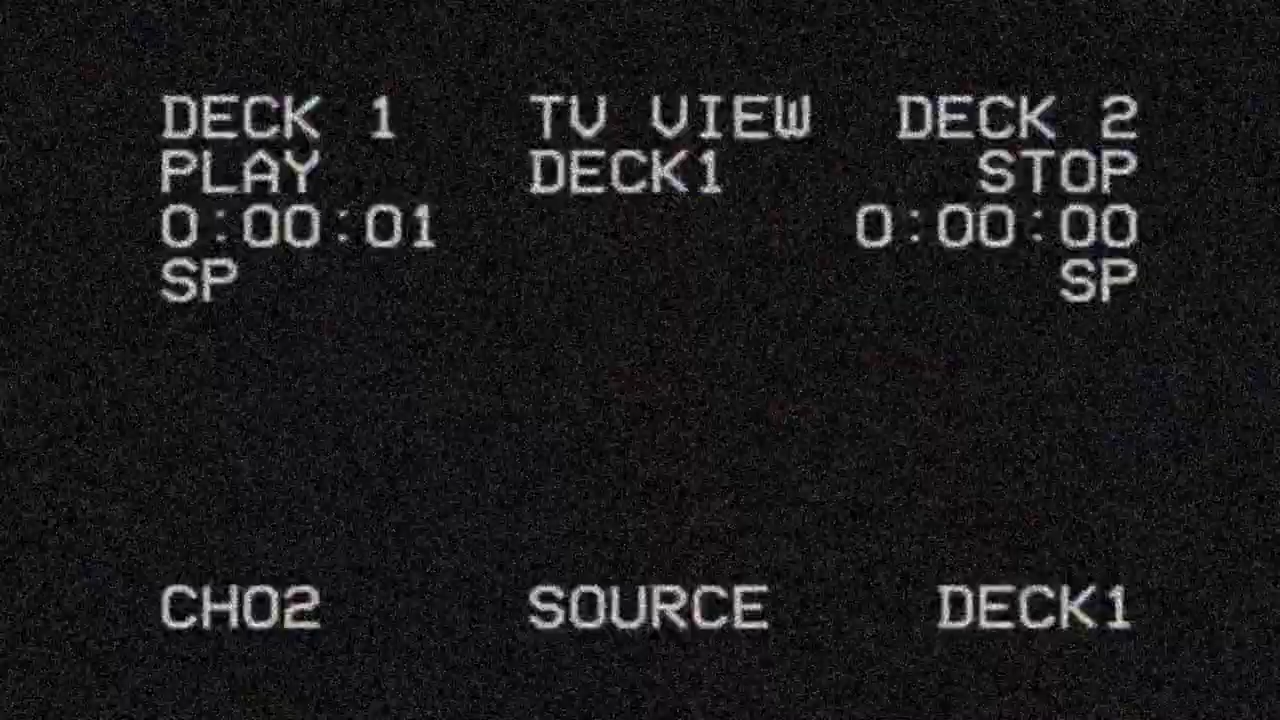 DECK 1 TV VIEW DECK 2
PLAY DECK1 STOP
0:00:01 0:00:00
SP SP
CH02 SOURCE DECK1